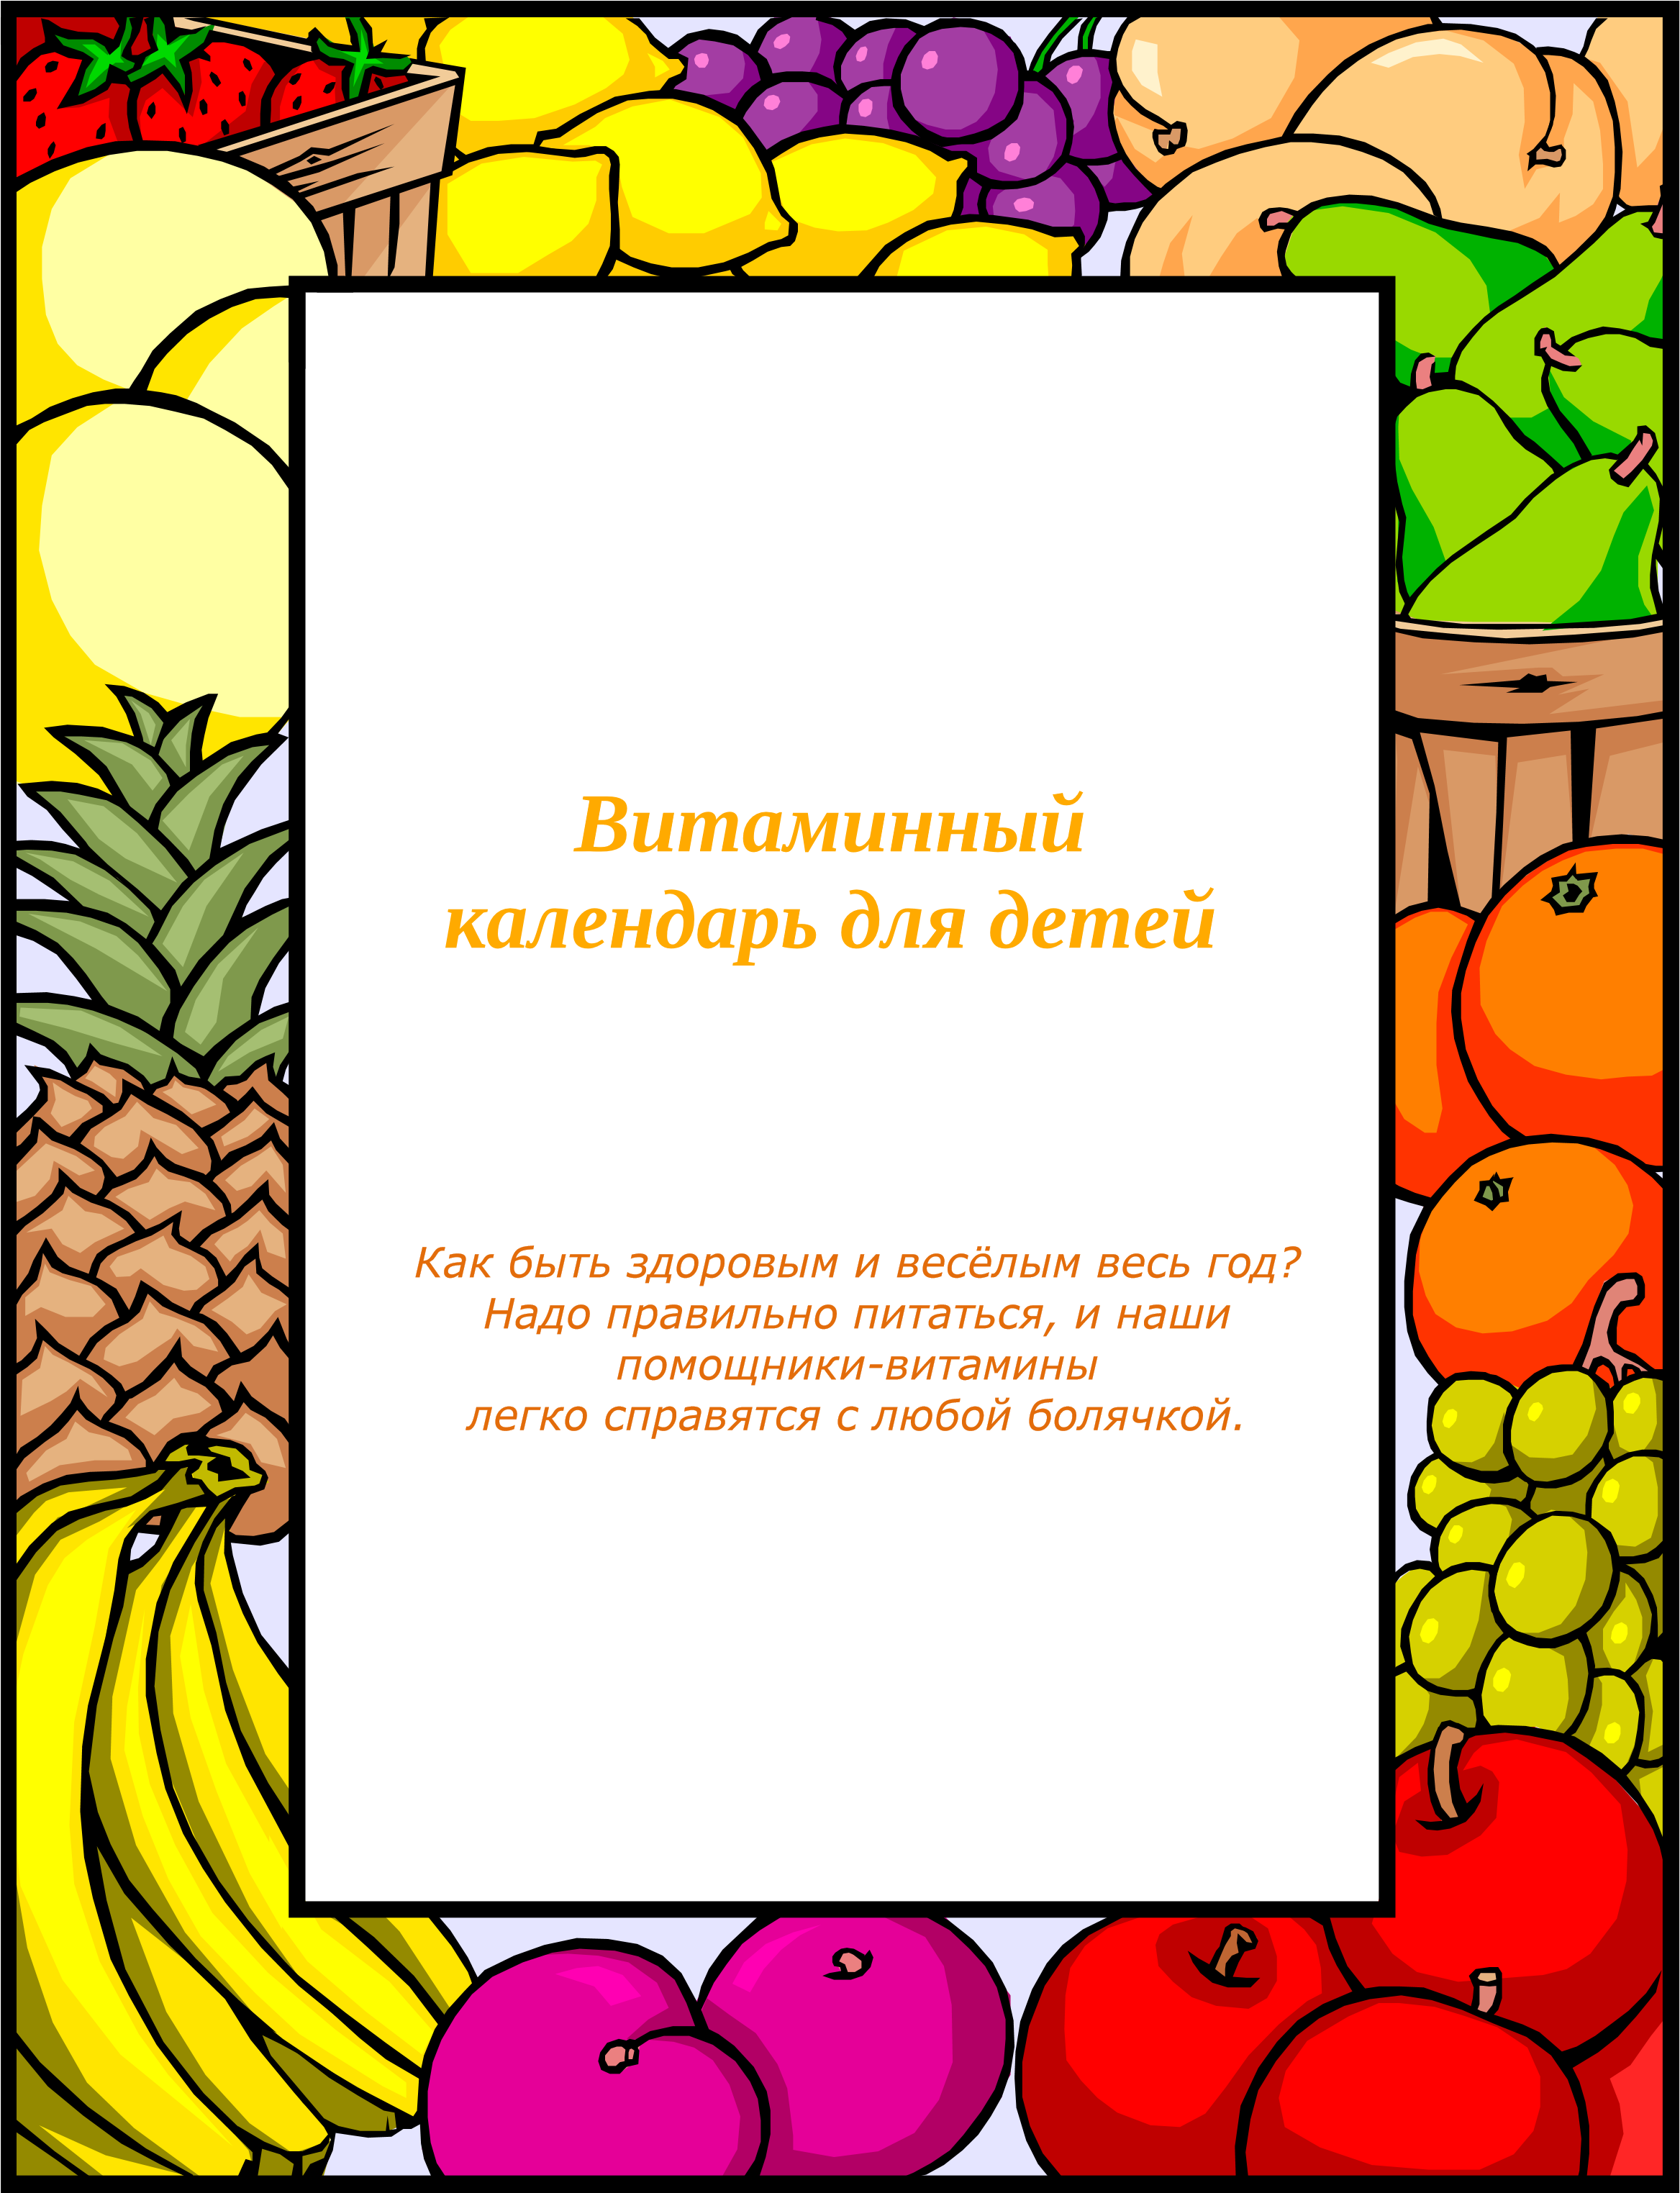 Витаминный
календарь для детей
Как быть здоровым и весёлым весь год?
Надо правильно питаться, и наши
помощники-витамины
легко справятся с любой болячкой.